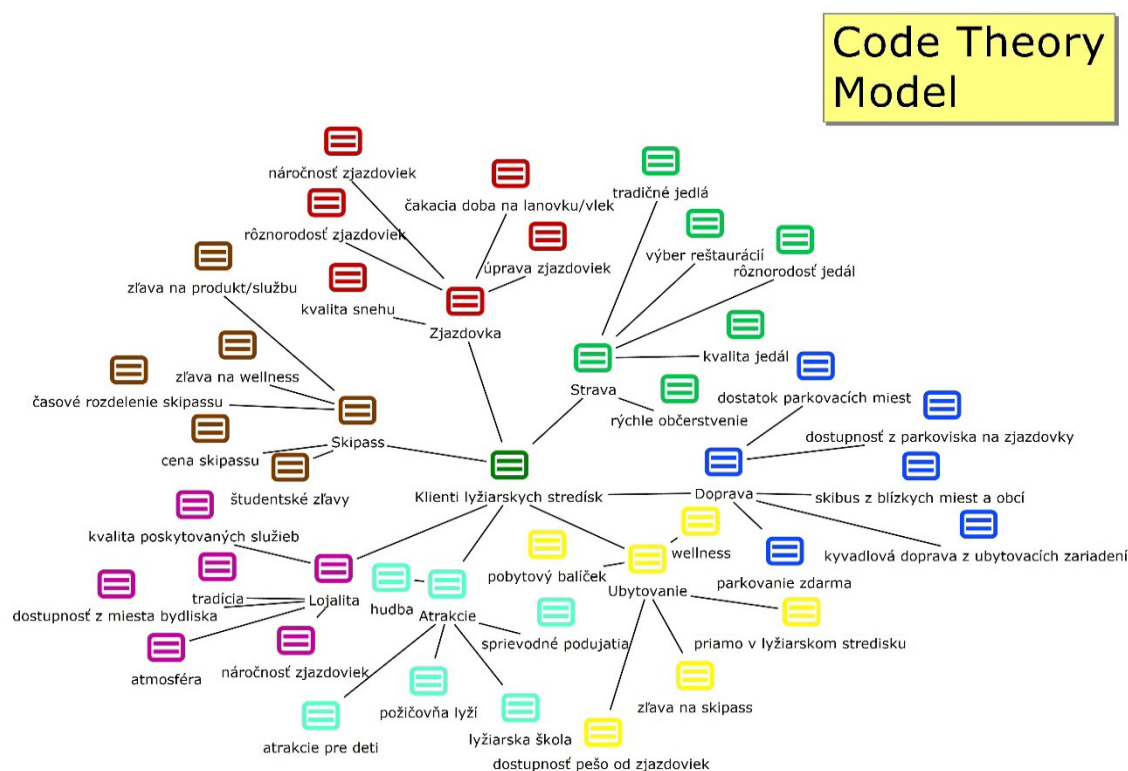 Code Theory
Model
náročnosť zjazdoviek
čakacia doba na lanovku/vlek
rôznorodosť zjazdoviek
úprava zjazdoviek
kvalita snehu
Zjazdovka
tradičné jedlá
výber reštaurácií
rôznorodosť jedál
kvalita jedál
Strava
rýchle občerstvenie
zľava na produkt/službu
zľava na wellness
časové rozdelenie skipassu
Skipass
cena skipassu
študentské zľavy
Klienti lyžiarskych stredísk
dostatok parkovacích miest
dostupnosť z parkoviska na zjazdovky
Doprava
skibus z blízkych miest a obcí
kyvadlová doprava z ubytovacích zariadení
parkovanie zdarma
kvalita poskytovaných služieb
tradícia
Lojalita
dostupnosť z miesta bydliska
atmosféra
náročnosť zjazdoviek
hudba
Atrakcie
sprievodné podujatia
požičovňa lyží
lyžiarska škola
atrakcie pre deti
wellness
pobytový balíček
Ubytovanie
priamo v lyžiarskom stredisku
zľava na skipass
dostupnosť pešo od zjazdoviek